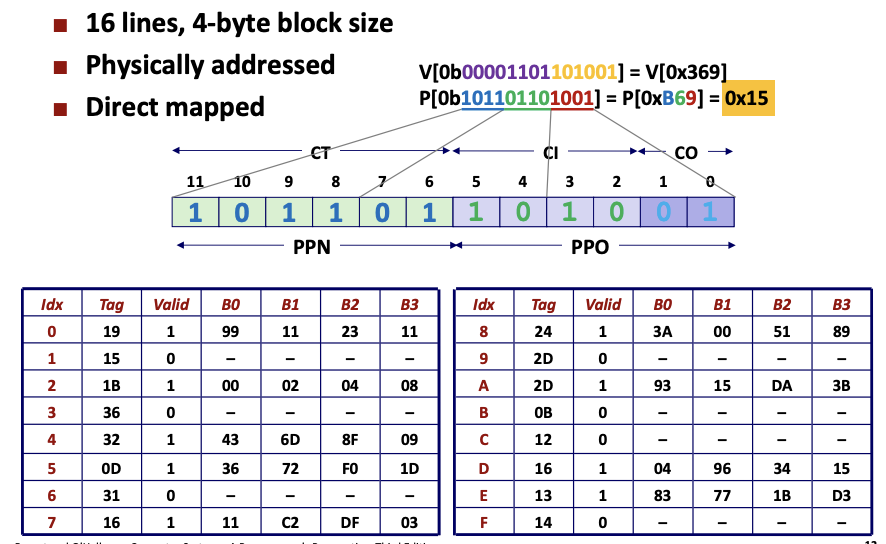 16 lines, 4-byte block size
Physically addressed
Direct mapped
V[0b00001101101001] = V[0x369]
P[0b101101101001] = P[0xB69] = 0x15
CT CI CO
11 10 9 8 7 6 5 4 3 2 1 0
1 0 1 1 0 1 1 0 1 0 0 1
PPN PPO
Idx Tag Valid B0 B1 B2 B3
0 19 1 99 11 23 11
1 15 0 – – – –
2 1B 1 00 02 04 08
3 36 0 – – – –
4 32 1 43 6D 8F 09
5 0D 1 36 72 F0 1D
6 31 0 – – – –
7 16 1 11 C2 DF 03
Idx Tag Valid B0 B1 B2 B3
8 24 1 3A 00 51 89
9 2D 0 – – – –
A 2D 1 93 15 DA 3B
B 0B 0 – – – –
C 12 0 – – – –
D 16 1 04 96 34 15
E 13 1 83 77 1B D3
F 14 0 – – – –